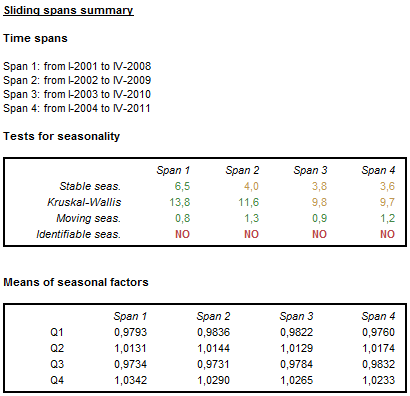 Sliding spans summary
Time spans
Span 1: from I-2001 to IV-2008
Span 2: from I-2002 to IV-2009
Span 3: from I-2003 to IV-2010
Span 4: from I-2004 to IV-2011
Tests for seasonality
Span 1 Span 2 Span 3 Span 4
Stable seas. 6,5 4,0 3,8 3,6
Kruskal-Wallis 13,8 11,6 9,8 9,7
Moving seas. 0,8 1,3 0,9 1,2
Identifiable seas. NO NO NO NO
Means of seasonal factors
Span 1 Span 2 Span 3 Span 4
Q1 0,9793 0,9836 0,9822 0,9760
Q2 1,0131 1,0144 1,0129 1,0174
Q3 0,9734 0,9731 0,9784 0,9832
Q4 1,0342 1,0290 1,0265 1,0233